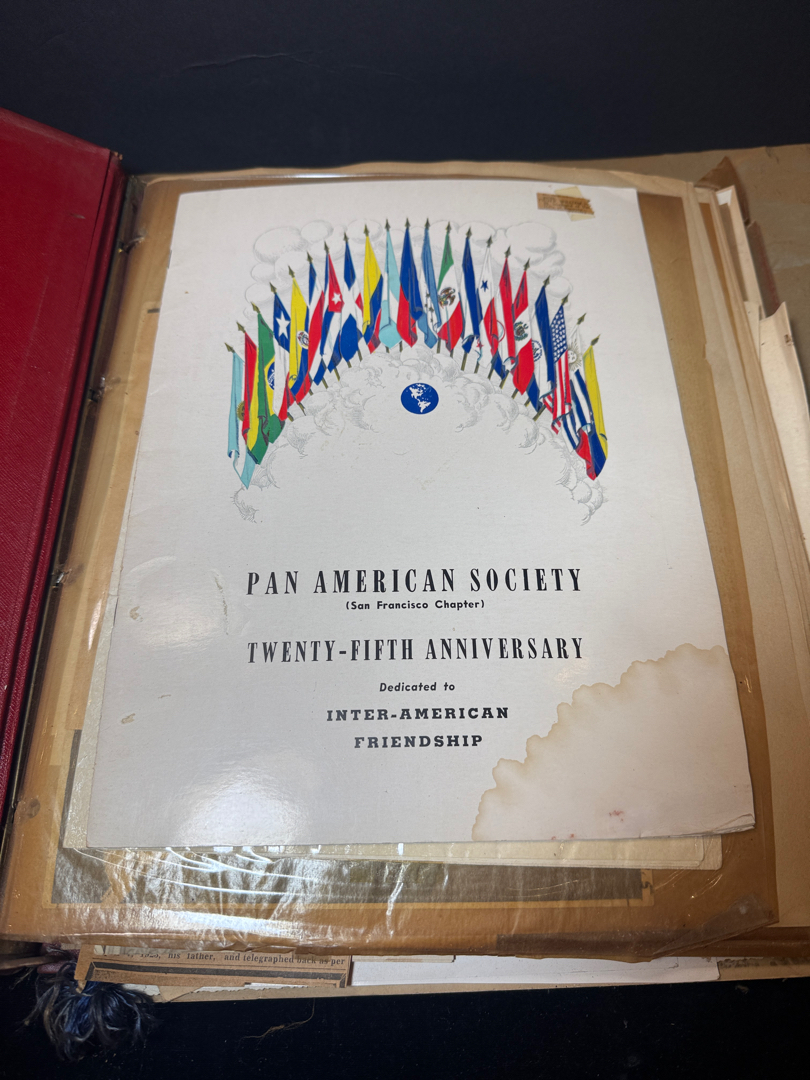 PAN AMERICAN SOCIETY
(San Francisco Chapter)
TWENTY-FIFTH ANNIVERSARY
Dedicated to
INTER-AMERICAN
FRIENDSHIP
his father, and telegraphed back as per